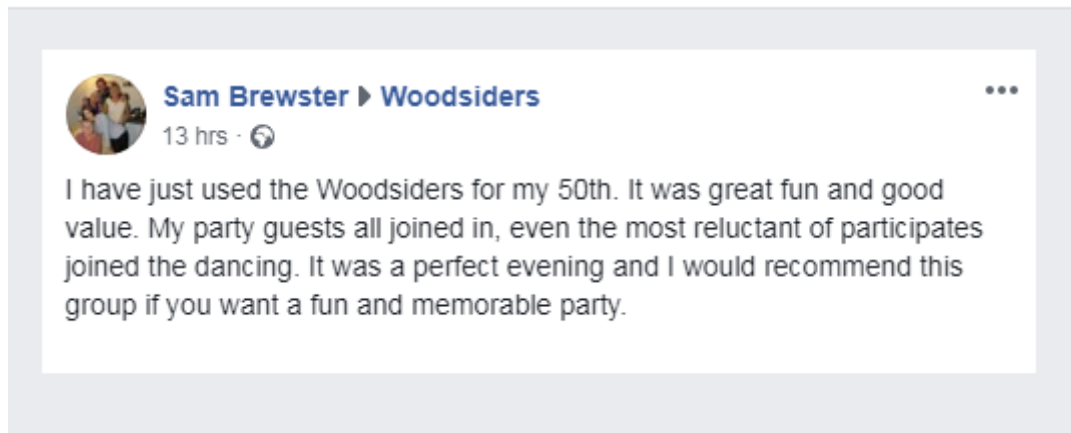 Sam Brewster ▶ Woodsiders
13 hrs ·
I have just used the Woodsiders for my 50th. It was great fun and good
value. My party guests all joined in, even the most reluctant of participates
joined the dancing. It was a perfect evening and I would recommend this
group if you want a fun and memorable party.